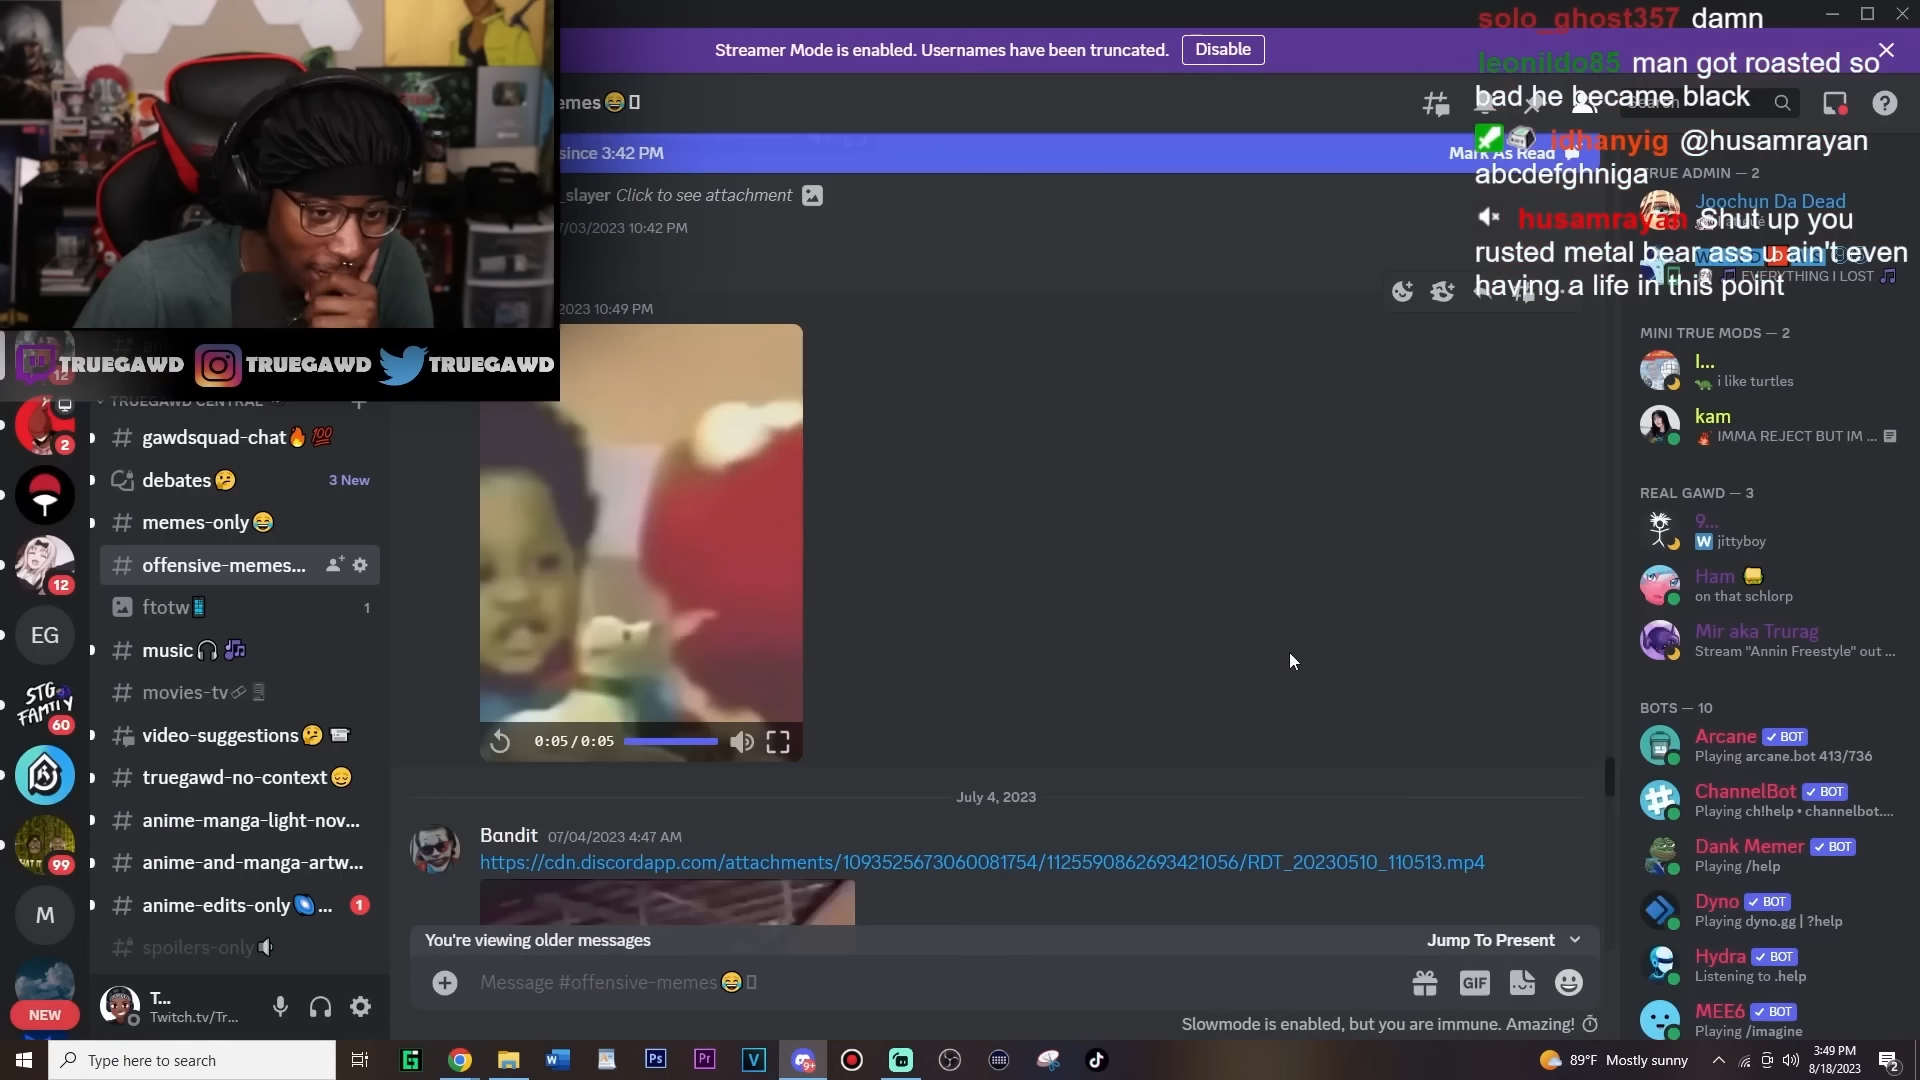 Streamer Mode is enabled. Usernames have been truncated.
Disable
solo_ghost357 damn
leonildo85 man got roasted so
bad he became black
idhanyig @husamrayan
abcdefghniga
husamrayan Shut up you
rusted metal bear ass u ain't even
having a life in this point
emes😂
since 3:42 PM
Mark As Read
_slayer Click to see attachment
7/03/2023 10:42 PM
2023 10:49 PM
TRUEGAWD TRUEGAWD TRUEGAWD
12
TRUEGAWD CENTRAL
gawdsquad-chat🔥💯
debates🤔 3 New
memes-only😂
offensive-memes...
ftotw 1
music🎧🎶
movies-tv
video-suggestions🤔
truegawd-no-context😌
anime-manga-light-nov...
anime-and-manga-artw...
anime-edits-only ... 1
spoilers-only🔊
2
12
EG
STG
FAMILY
60
99
M
NEW
T...
Twitch.tv/Tr...
0:05/0:05
July 4, 2023
Bandit 07/04/2023 4:47 AM
https://cdn.discordapp.com/attachments/1093525673060081754/1125590862693421056/RDT_20230510_110513.mp4
You're viewing older messages
Jump To Present
Message #offensive-memes😂
GIF
Slowmode is enabled, but you are immune. Amazing!
TRUE ADMIN — 2
Joochun Da Dead
EVERYTHING I LOST 🎵
MINI TRUE MODS — 2
I...
🐢 i like turtles
kam
IMMA REJECT BUT IM ...
REAL GAWD — 3
9...
W jittyboy
Ham
on that schlorp
Mir aka Trurag
Stream "Annin Freestyle" out ...
BOTS — 10
Arcane ✓ BOT
Playing arcane.bot 413/736
ChannelBot ✓ BOT
Playing ch!help • channelbot....
Dank Memer ✓ BOT
Playing /help
Dyno ✓ BOT
Playing dyno.gg | ?help
Hydra ✓ BOT
Listening to .help
MEE6 ✓ BOT
Playing /imagine
Type here to search
Ps
Pr
V
9+
89°F Mostly sunny
3:49 PM
8/18/2023
2